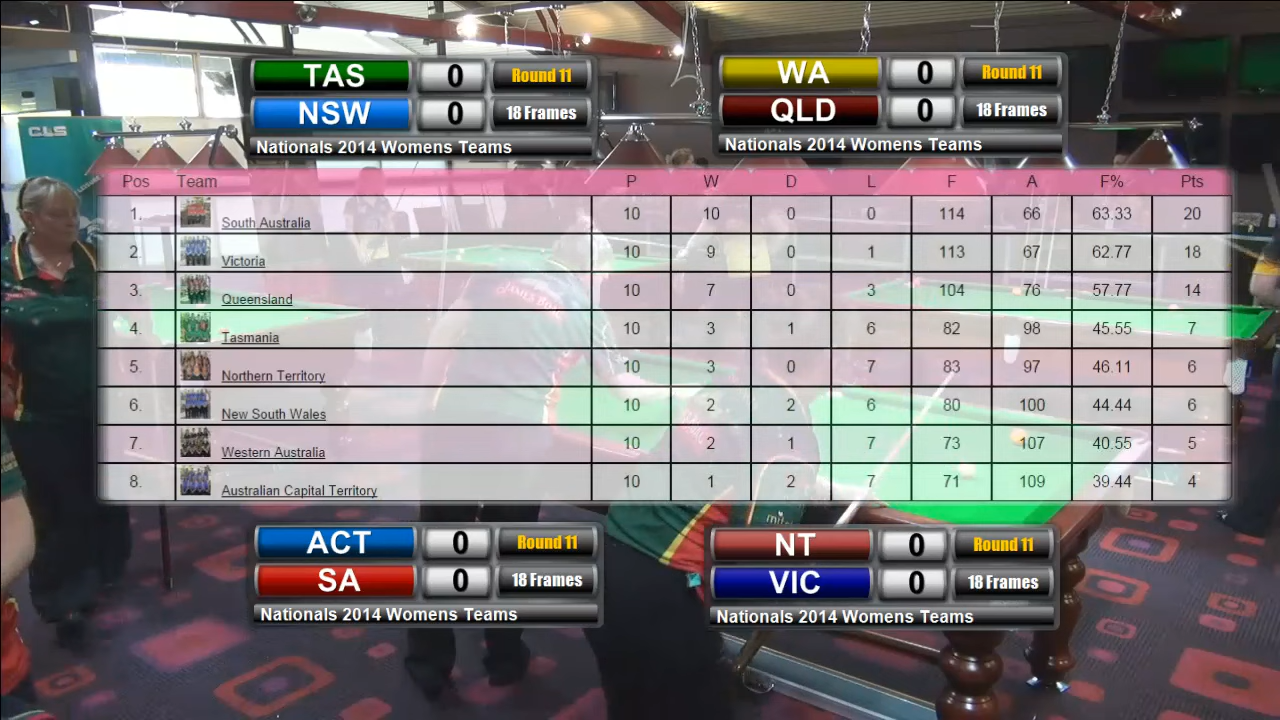 TAS 0 Round 11
NSW 0 18 Frames
Nationals 2014 Womens Teams
WA 0 Round 11
QLD 0 18 Frames
Nationals 2014 Womens Teams
CLS
Pos Team P W D L F A F% Pts
1. South Australia 10 10 0 0 114 66 63.33 20
2. Victoria 10 9 0 1 113 67 62.77 18
3. Queensland 10 7 0 3 104 76 57.77 14
4. Tasmania 10 3 1 6 82 98 45.55 7
5. Northern Territory 10 3 0 7 83 97 46.11 6
6. New South Wales 10 2 2 6 80 100 44.44 6
7. Western Australia 10 2 1 7 73 107 40.55 5
8. Australian Capital Territory 10 1 2 7 71 109 39.44 4
ACT 0 Round 11
SA 0 18 Frames
Nationals 2014 Womens Teams
NT 0 Round 11
VIC 0 18 Frames
Nationals 2014 Womens Teams